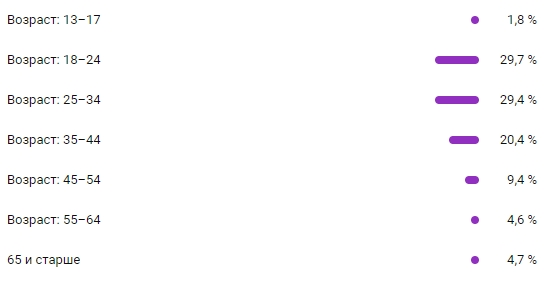 Возраст: 13–17 1,8 %
Возраст: 18–24 29,7 %
Возраст: 25–34 29,4 %
Возраст: 35–44 20,4 %
Возраст: 45–54 9,4 %
Возраст: 55–64 4,6 %
65 и старше 4,7 %